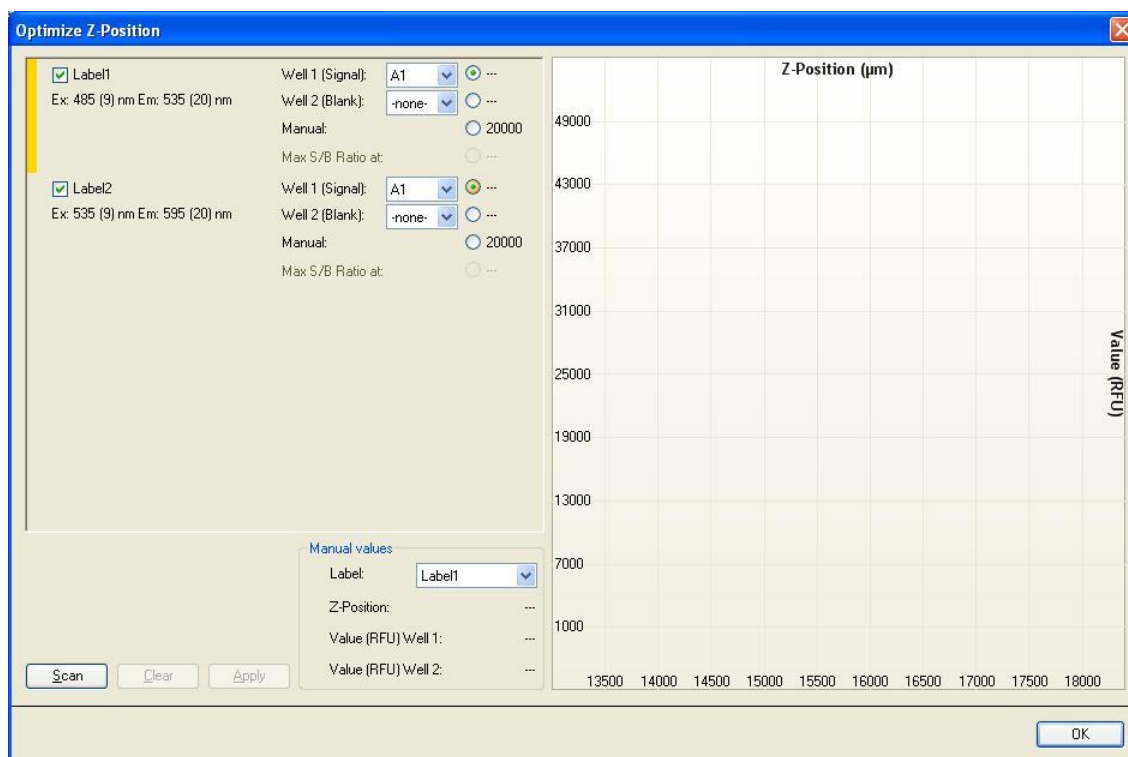 Optimize Z-Position
Label1 Well 1 (Signal): A1 ---
Ex: 485 (9) nm Em: 535 (20) nm Well 2 (Blank): -none- ---
Manual: 20000
Max S/B Ratio at: ---
Label2 Well 1 (Signal): A1 ---
Ex: 535 (9) nm Em: 595 (20) nm Well 2 (Blank): -none- ---
Manual: 20000
Max S/B Ratio at: ---
Manual values
Label: Label1
Z-Position: ---
Value (RFU) Well 1: ---
Value (RFU) Well 2: ---
Scan Clear Apply
Z-Position (µm)
49000
43000
37000
31000
25000
19000
13000
7000
1000
Value (RFU)
13500 14000 14500 15000 15500 16000 16500 17000 17500 18000
OK